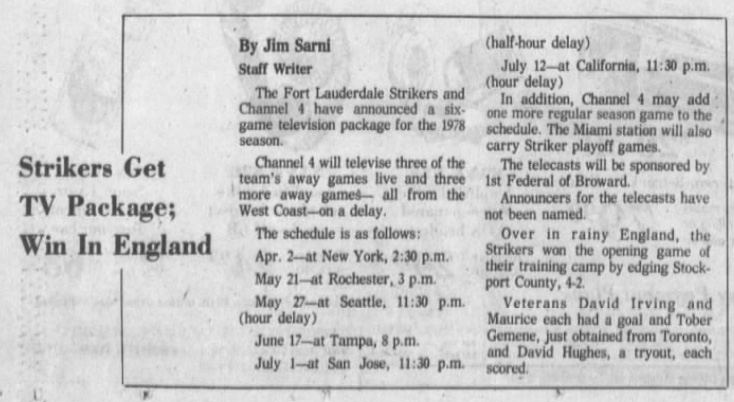 Strikers Get
TV Package;
Win In England
By Jim Sarni
Staff Writer
The Fort Lauderdale Strikers and
Channel 4 have announced a six-
game television package for the 1978
season.
Channel 4 will televise three of the
team's away games live and three
more away games— all from the
West Coast—on a delay.
The schedule is as follows:
Apr. 2—at New York, 2:30 p.m.
May 21—at Rochester, 3 p.m.
May 27—at Seattle, 11:30 p.m.
(hour delay)
June 17—at Tampa, 8 p.m.
July 1—at San Jose, 11:30 p.m.
(half-hour delay)
July 12—at California, 11:30 p.m.
(hour delay)
In addition, Channel 4 may add
one more regular season game to the
schedule. The Miami station will also
carry Striker playoff games.
The telecasts will be sponsored by
1st Federal of Broward.
Announcers for the telecasts have
not been named.
Over in rainy England, the
Strikers won the opening game of
their training camp by edging Stock-
port County, 4-2.
Veterans David Irving and
Maurice each had a goal and Tober
Gemene, just obtained from Toronto,
and David Hughes, a tryout, each
scored.